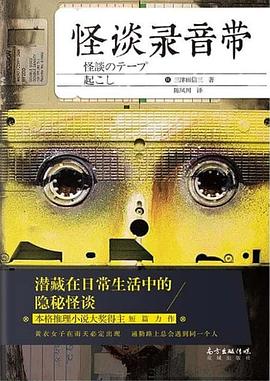 怪谈录音带
怪談のテープ
起こし
[日] 三津田信三 著
陈凤川 译
潜藏在日常生活中的
隐秘怪谈
本格推理小说大奖得主 短篇力作
黄衣女子在雨天必定出现 通勤路上总会遇到同一个人
南方出版传媒
花城出版社